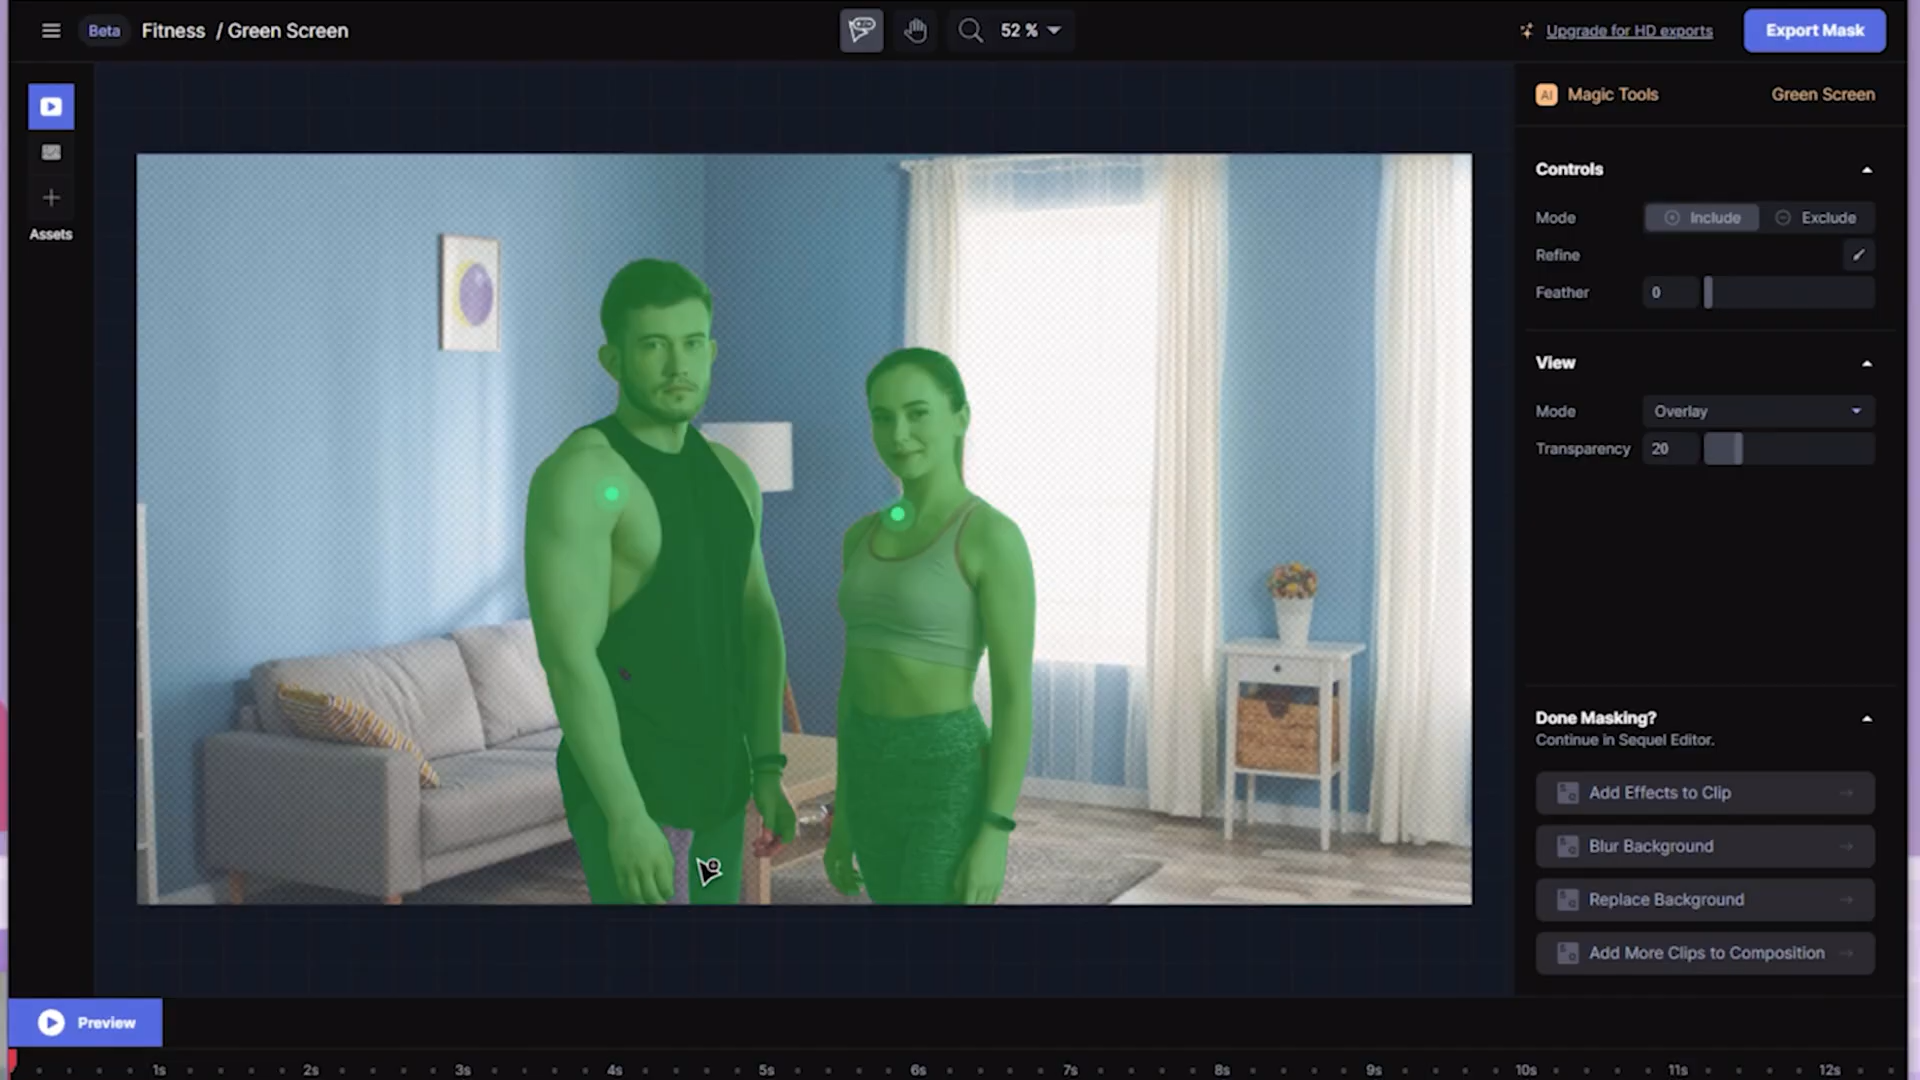 Beta
Fitness / Green Screen
52 %
Upgrade for HD exports
Export Mask
AI Magic Tools
Green Screen
Assets
Controls
Mode
Include
Exclude
Refine
Feather
0
View
Mode
Overlay
Transparency
20
Done Masking?
Continue in Sequel Editor.
Add Effects to Clip
Blur Background
Replace Background
Add More Clips to Composition
Preview
1s 2s 3s 4s 5s 6s 7s 8s 9s 10s 11s 12s